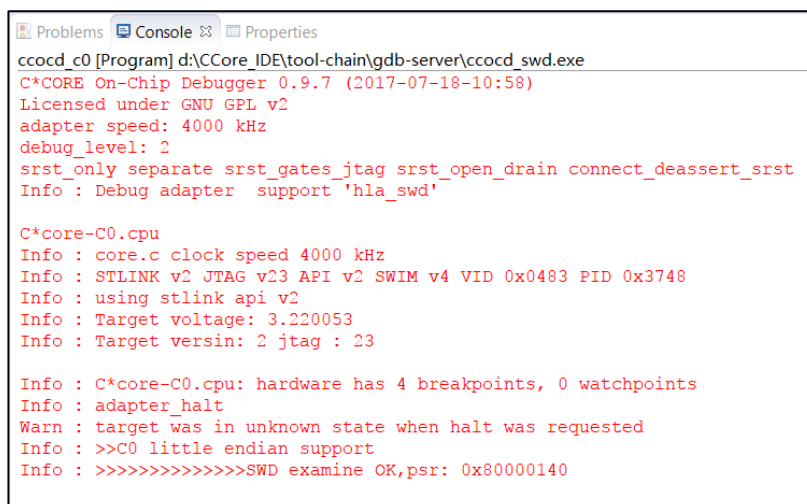 Problems Console Properties
ccocd_c0 [Program] d:\CCore_IDE\tool-chain\gdb-server\ccocd_swd.exe
C*CORE On-Chip Debugger 0.9.7 (2017-07-18-10:58)
Licensed under GNU GPL v2
adapter speed: 4000 kHz
debug_level: 2
srst_only separate srst_gates_jtag srst_open_drain connect_deassert_srst
Info : Debug adapter  support 'hla_swd'
C*core-C0.cpu
Info : core.c clock speed 4000 kHz
Info : STLINK v2 JTAG v23 API v2 SWIM v4 VID 0x0483 PID 0x3748
Info : using stlink api v2
Info : Target voltage: 3.220053
Info : Target versin: 2 jtag : 23
Info : C*core-C0.cpu: hardware has 4 breakpoints, 0 watchpoints
Info : adapter_halt
Warn : target was in unknown state when halt was requested
Info : >>C0 little endian support
Info : >>>>>>>>>>>>>>SWD examine OK,psr: 0x80000140